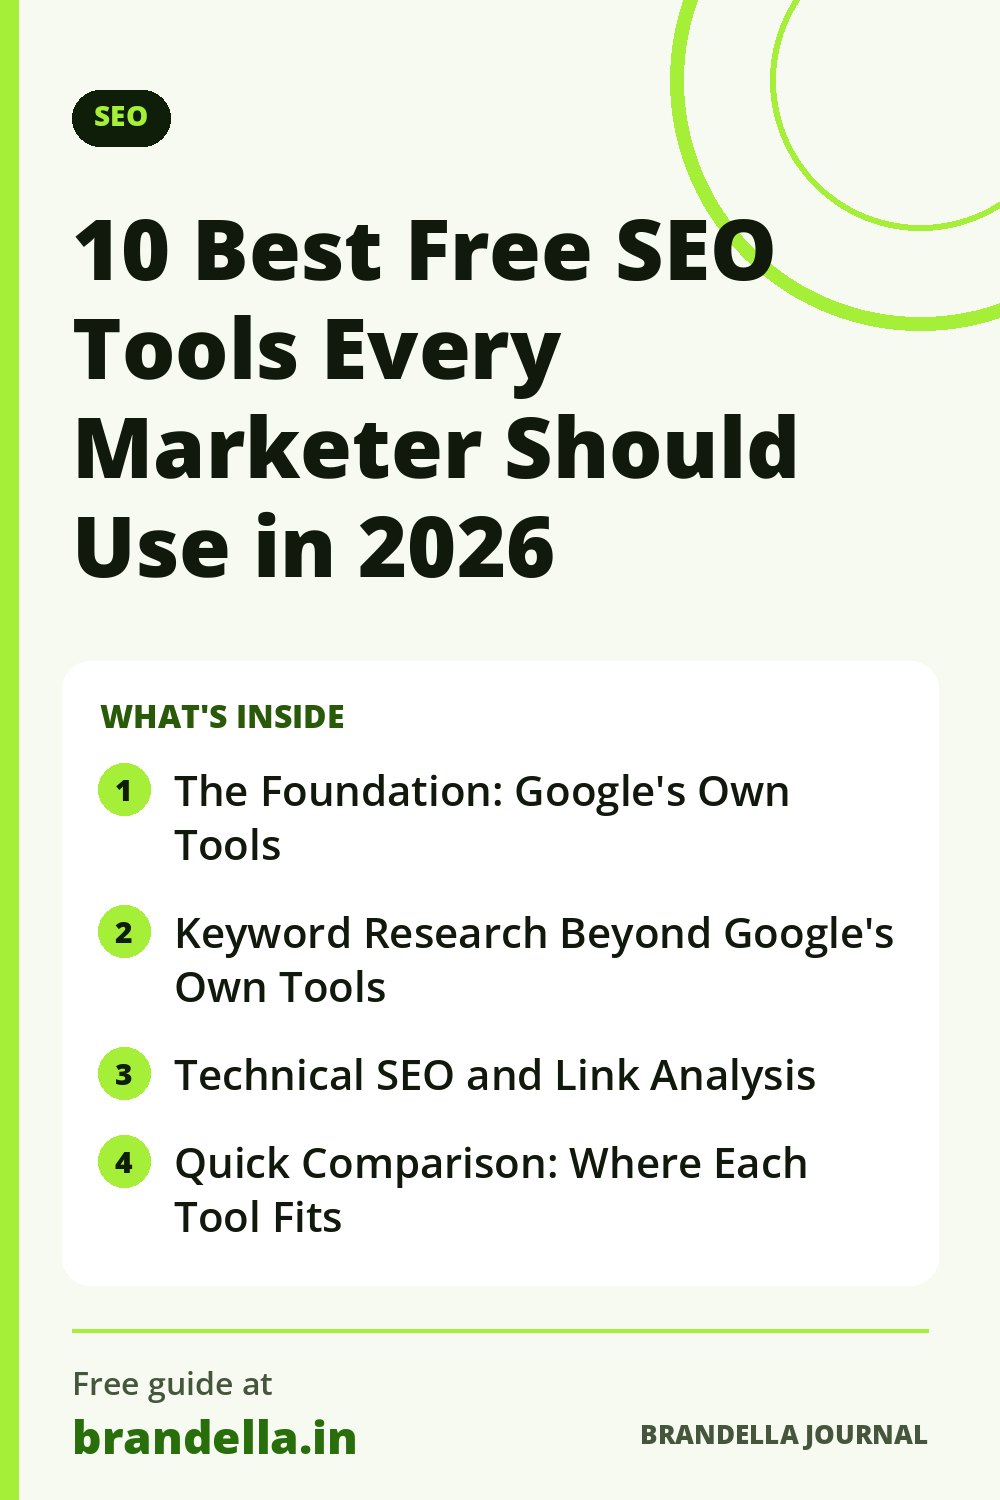 SEO
10 Best Free SEO
Tools Every
Marketer Should
Use in 2026
WHAT'S INSIDE
1 The Foundation: Google's Own
Tools
2 Keyword Research Beyond Google's
Own Tools
3 Technical SEO and Link Analysis
4 Quick Comparison: Where Each
Tool Fits
Free guide at
brandella.in
BRANDELLA JOURNAL